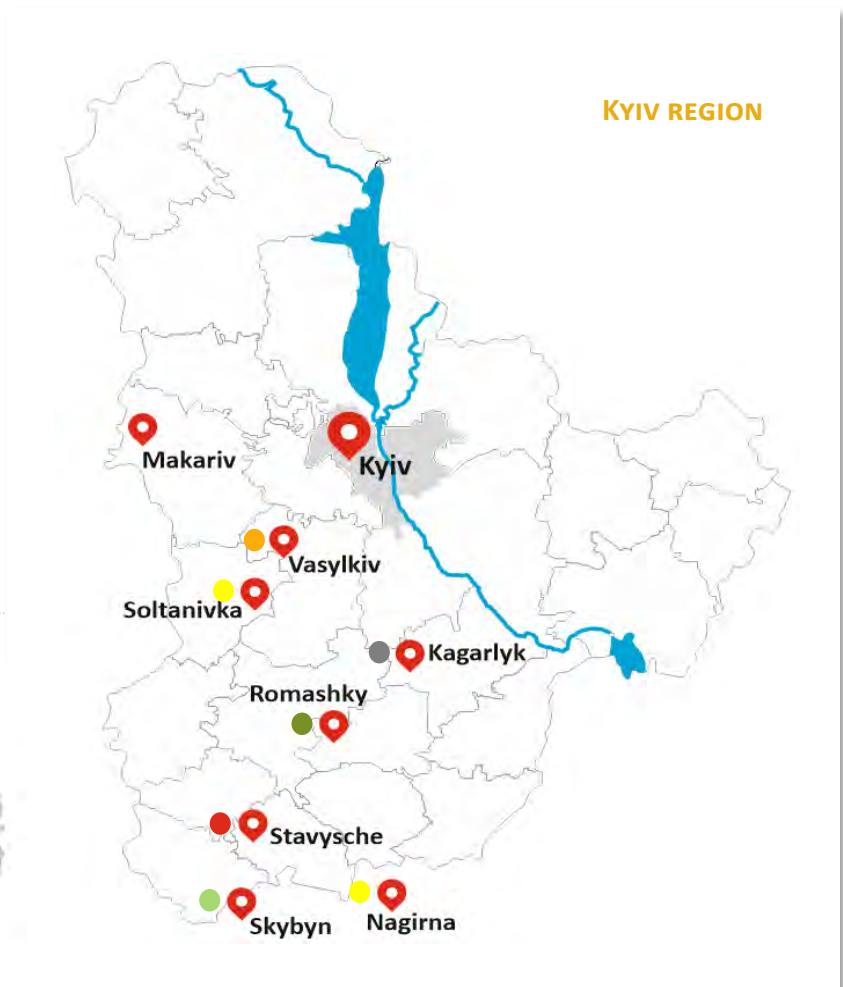 KYIV REGION
Makariv
Kyiv
Vasylkiv
Soltanivka
Kagarlyk
Romashky
Stavysche
Skybyn
Nagirna